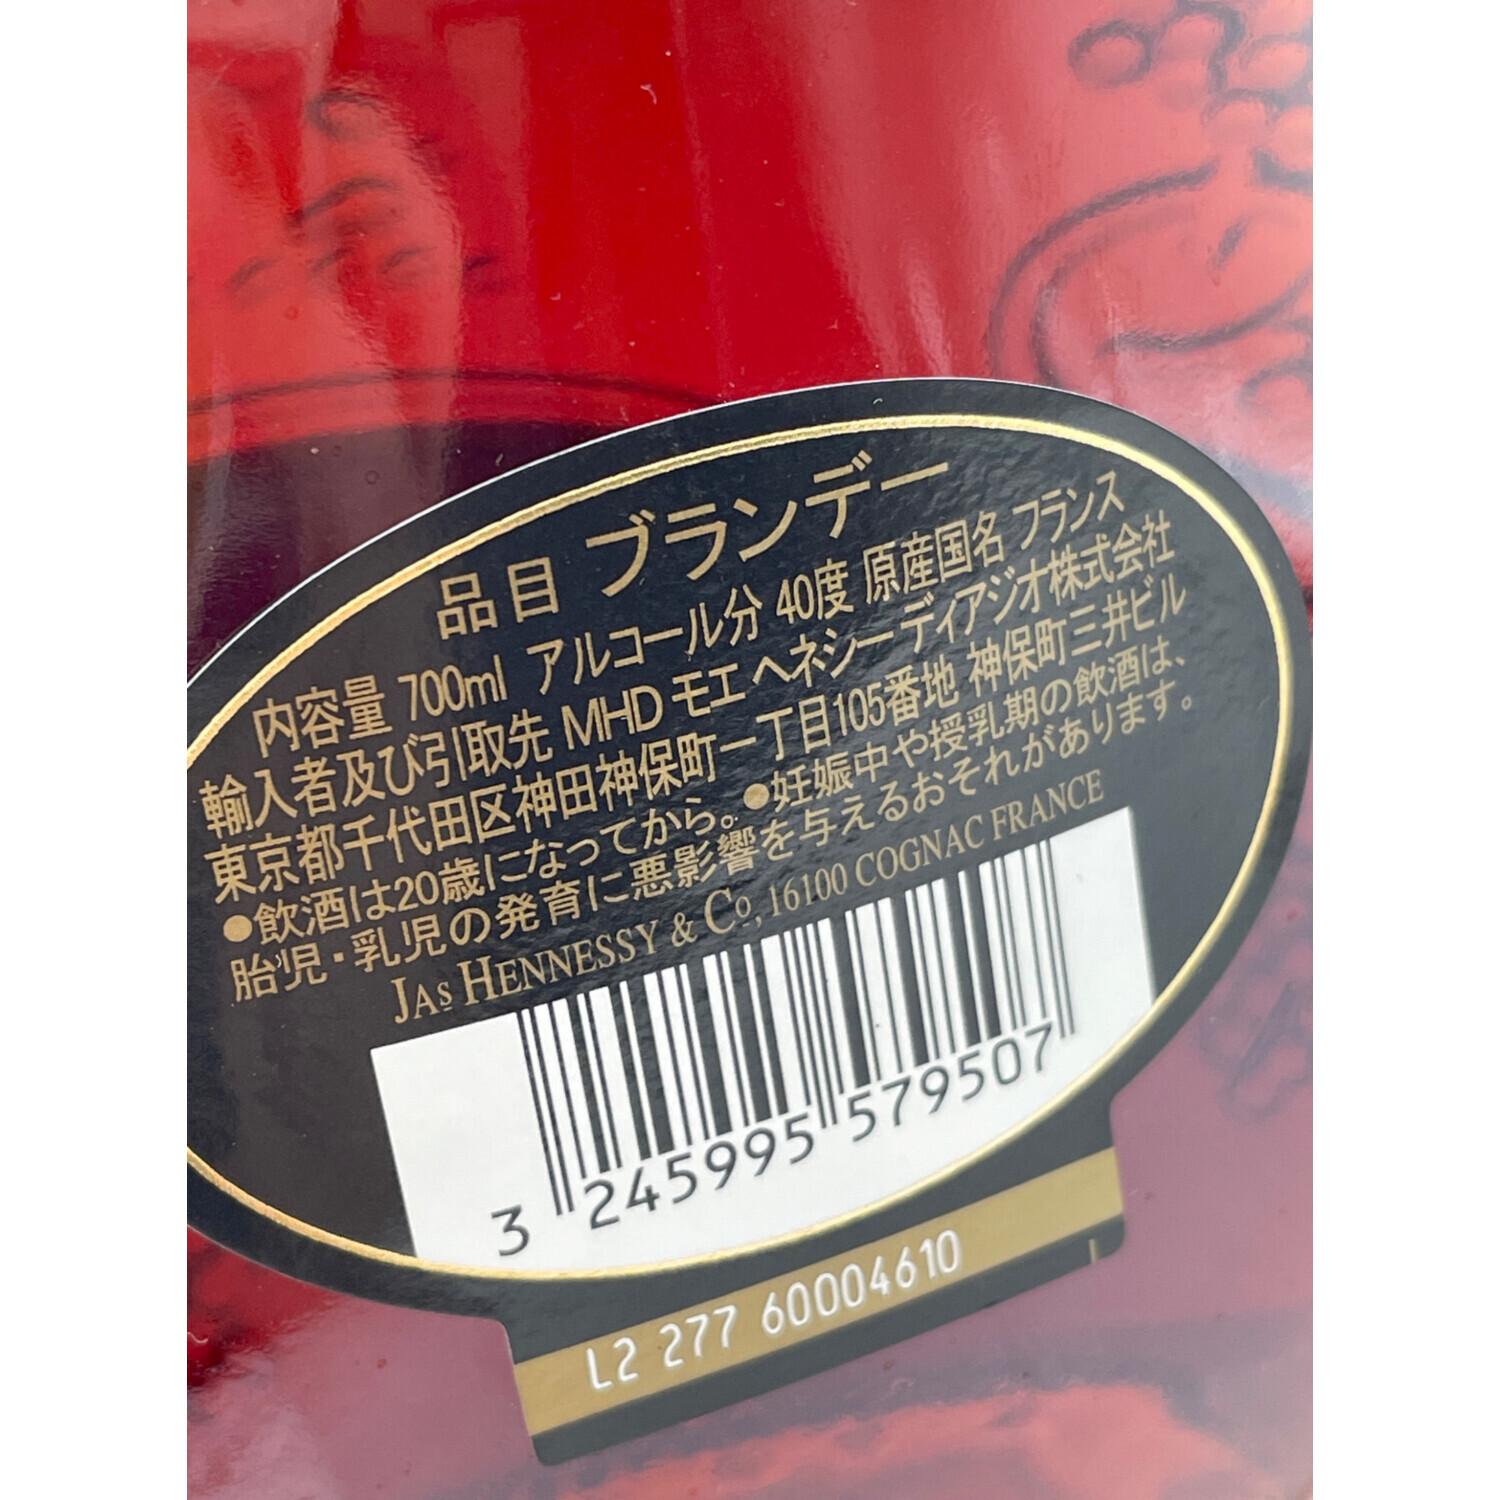 品目 ブランデー
内容量 700ml アルコール分 40度 原産国名 フランス
輸入者及び引取先 MHD モエ ヘネシー ディアジオ株式会社
東京都千代田区神田神保町一丁目105番地 神保町三井ビル
●飲酒は20歳になってから。●妊娠中や授乳期の飲酒は、
胎児・乳児の発育に悪影響を与えるおそれがあります。
JAS HENNESSY & Co, 16100 COGNAC FRANCE
3 245995 579507
L2 277 60004610